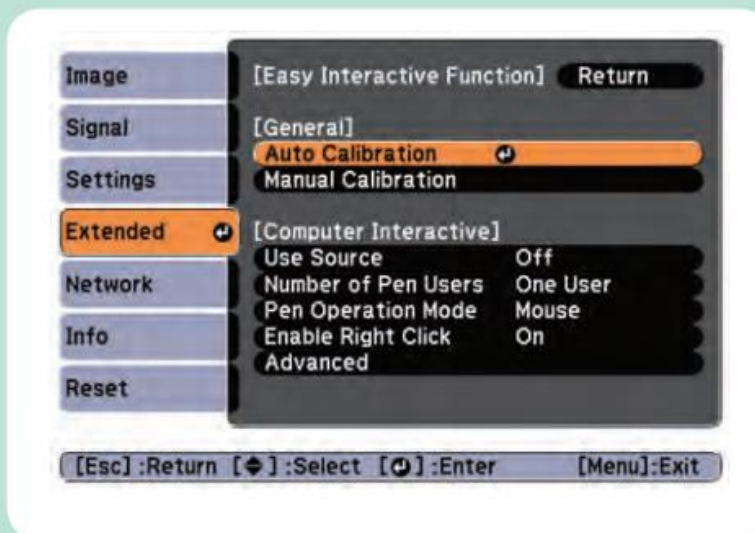 Image
Signal
Settings
Extended
Network
Info
Reset
[Easy Interactive Function] Return
[General]
Auto Calibration
Manual Calibration
[Computer Interactive]
Use Source Off
Number of Pen Users One User
Pen Operation Mode Mouse
Enable Right Click On
Advanced
[Esc] :Return [ ] :Select [ ] :Enter [Menu]:Exit